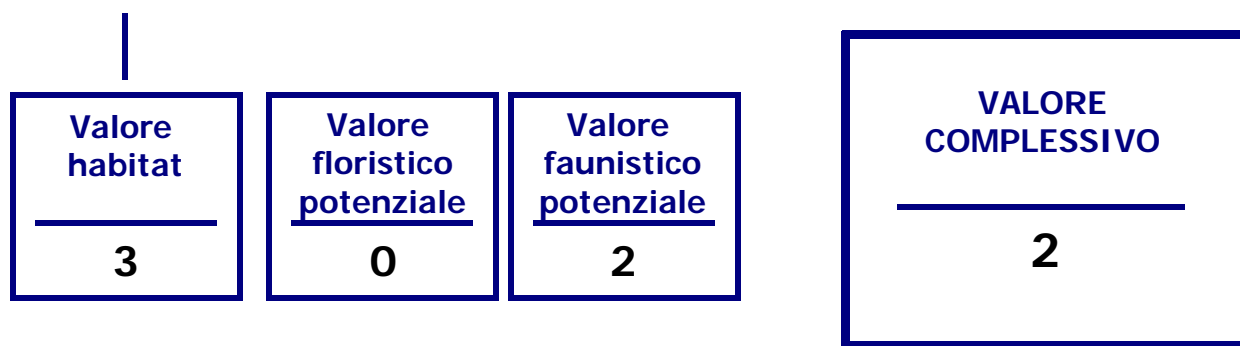 Valore
habitat
3
Valore
floristico
potenziale
0
Valore
faunistico
potenziale
2
VALORE
COMPLESSIVO
2